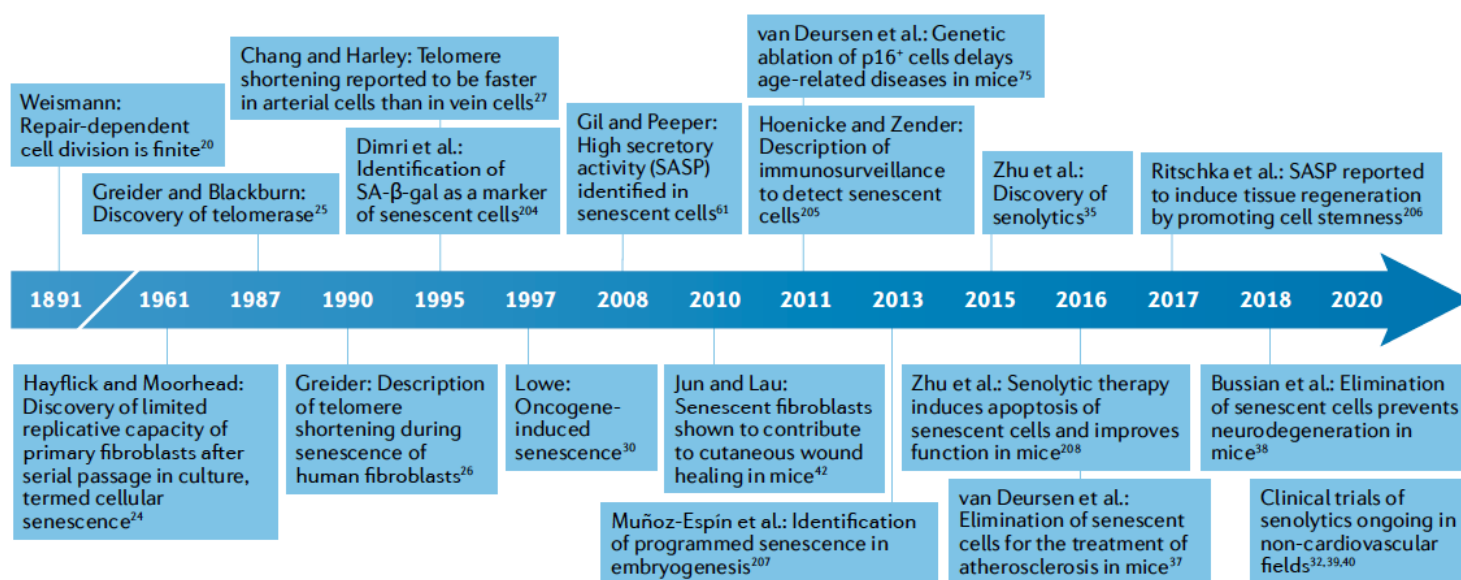 Weismann:
Repair-dependent
cell division is finite²⁰
Greider and Blackburn:
Discovery of telomerase²⁵
Chang and Harley: Telomere
shortening reported to be faster
in arterial cells than in vein cells²⁷
Dimri et al.:
Identification of
SA-β-gal as a marker
of senescent cells²⁰⁴
Gil and Peeper:
High secretory
activity (SASP)
identified in
senescent cells⁶¹
van Deursen et al.: Genetic
ablation of p16⁺ cells delays
age-related diseases in mice⁷⁵
Hoenicke and Zender:
Description of
immunosurveillance
to detect senescent
cells²⁰⁵
Zhu et al.:
Discovery of
senolytics³⁵
Ritschka et al.: SASP reported
to induce tissue regeneration
by promoting cell stemness²⁰⁶
1891 1961 1987 1990 1995 1997 2008 2010 2011 2013 2015 2016 2017 2018 2020
Hayflick and Moorhead:
Discovery of limited
replicative capacity of
primary fibroblasts after
serial passage in culture,
termed cellular
senescence²⁴
Greider: Description
of telomere
shortening during
senescence of
human fibroblasts²⁶
Lowe:
Oncogene-
induced
senescence³⁰
Jun and Lau:
Senescent fibroblasts
shown to contribute
to cutaneous wound
healing in mice⁴²
Muñoz-Espín et al.: Identification
of programmed senescence in
embryogenesis²⁰⁷
Zhu et al.: Senolytic therapy
induces apoptosis of
senescent cells and improves
function in mice²⁰⁸
van Deursen et al.:
Elimination of senescent
cells for the treatment of
atherosclerosis in mice³⁷
Bussian et al.: Elimination
of senescent cells prevents
neurodegeneration in
mice³⁸
Clinical trials of
senolytics ongoing in
non-cardiovascular
fields³²,³⁹,⁴⁰